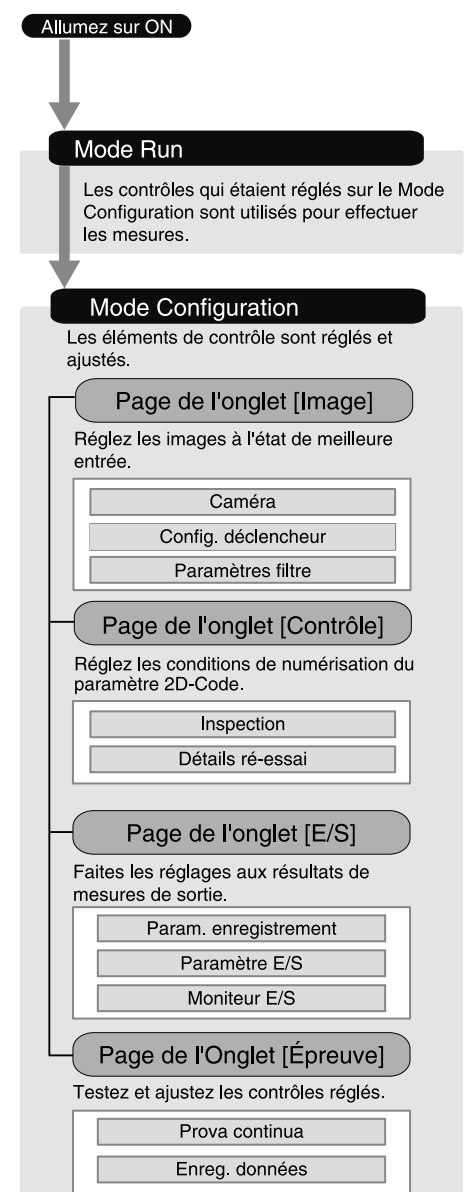 Allumez sur ON
Mode Run
Les contrôles qui étaient réglés sur le Mode
Configuration sont utilisés pour effectuer
les mesures.
Mode Configuration
Les éléments de contrôle sont réglés et
ajustés.
Page de l'onglet [Image]
Réglez les images à l'état de meilleure
entrée.
Caméra
Config. déclencheur
Paramètres filtre
Page de l'onglet [Contrôle]
Réglez les conditions de numérisation du
paramètre 2D-Code.
Inspection
Détails ré-essai
Page de l'onglet [E/S]
Faites les réglages aux résultats de
mesures de sortie.
Param. enregistrement
Paramètre E/S
Moniteur E/S
Page de l'Onglet [Épreuve]
Testez et ajustez les contrôles réglés.
Prova continua
Enreg. données